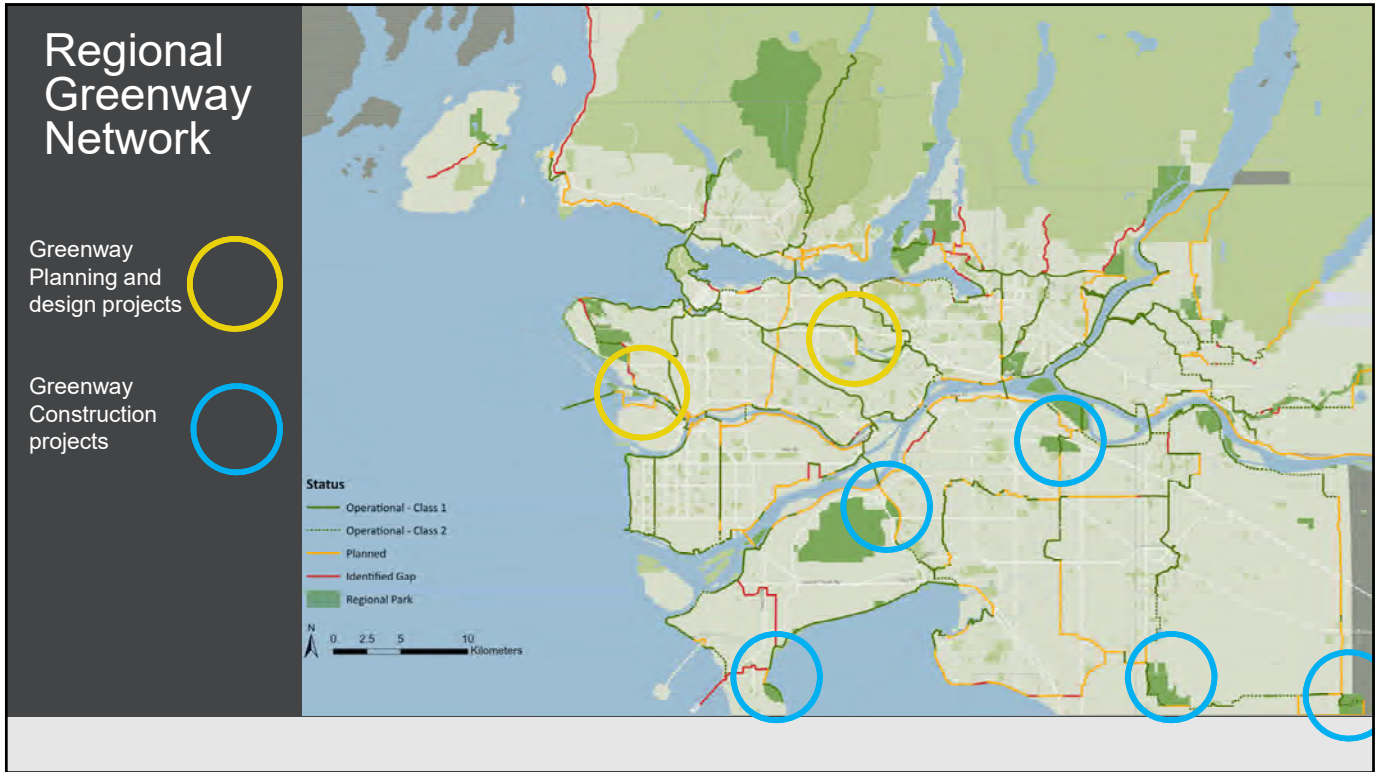 Regional
Greenway
Network
Greenway
Planning and
design projects
Greenway
Construction
projects
Status
Operational - Class 1
Operational - Class 2
Planned
Identified Gap
Regional Park
N
0 2.5 5 10
Kilometers